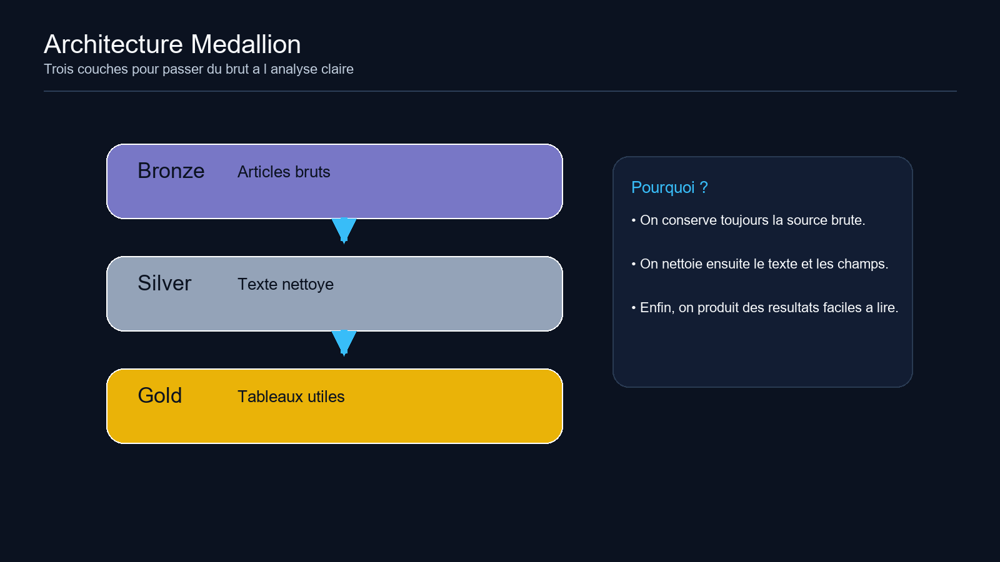 Architecture Medallion
Trois couches pour passer du brut a l analyse claire
Bronze Articles bruts
Silver Texte nettoye
Gold Tableaux utiles
Pourquoi ?
• On conserve toujours la source brute.
• On nettoie ensuite le texte et les champs.
• Enfin, on produit des resultats faciles a lire.